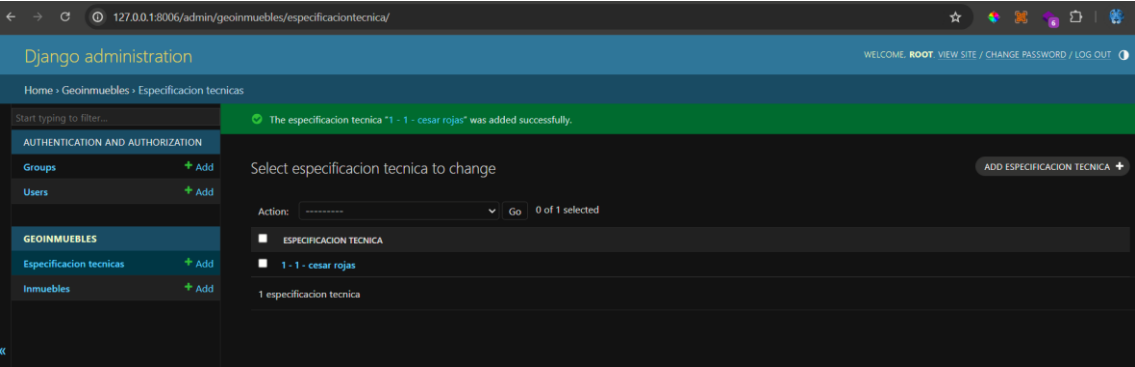 127.0.0.1:8006/admin/geoinmuebles/especificaciontecnica/
6
Django administration
WELCOME, ROOT. VIEW SITE / CHANGE PASSWORD / LOG OUT
Home › Geoinmuebles › Especificacion tecnicas
Start typing to filter...
AUTHENTICATION AND AUTHORIZATION
Groups + Add
Users + Add
GEOINMUEBLES
Especificacion tecnicas + Add
Inmuebles + Add
«
The especificacion tecnica "1 - 1 - cesar rojas" was added successfully.
Select especificacion tecnica to change
ADD ESPECIFICACION TECNICA +
Action: --------- Go 0 of 1 selected
ESPECIFICACION TECNICA
1 - 1 - cesar rojas
1 especificacion tecnica